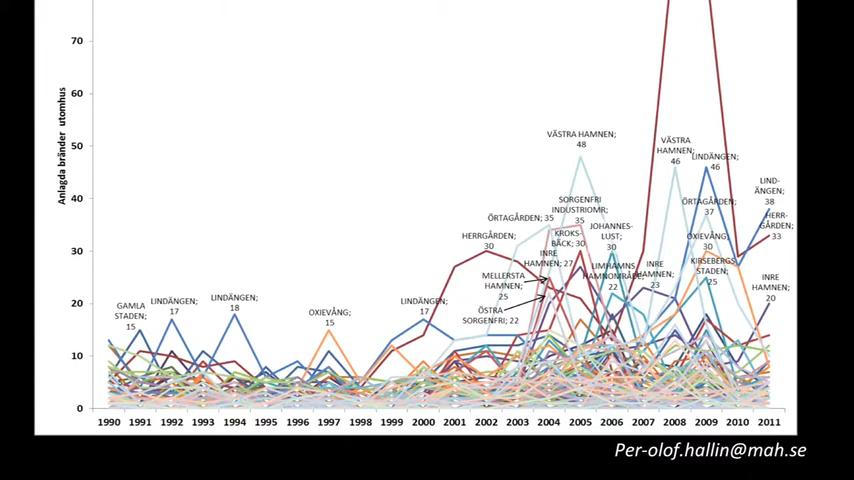 70
60
50
40
30
20
10
0
Anlagda bränder utomhus
VÄSTRA HAMNEN;
48
VÄSTRA
HAMNEN;
46
LINDÄNGEN;
46
LIND-
ÄNGEN;
38
HERR-
GÅRDEN;
33
ÖRTAGÅRDEN;
37
SORGENFRI
INDUSTRIOMR;
35
ÖRTAGÅRDEN; 35
HERRGÅRDEN;
30
KROKS-
BÄCK; 30
JOHANNES-
LUST;
30
OXIEVÅNG;
30
INRE
HAMNEN; 27
LIMHAMNS
HAMNOMRÅDE;
22
INRE
HAMNEN;
23
KIRSEBERGS
STADEN;
25
INRE
HAMNEN;
20
MELLERSTA
HAMNEN;
25
ÖSTRA
SORGENFRI; 22
GAMLA
STADEN;
15
LINDÄNGEN;
17
LINDÄNGEN;
18
OXIEVÅNG;
15
LINDÄNGEN;
17
1990 1991 1992 1993 1994 1995 1996 1997 1998 1999 2000 2001 2002 2003 2004 2005 2006 2007 2008 2009 2010 2011
Per-olof.hallin@mah.se